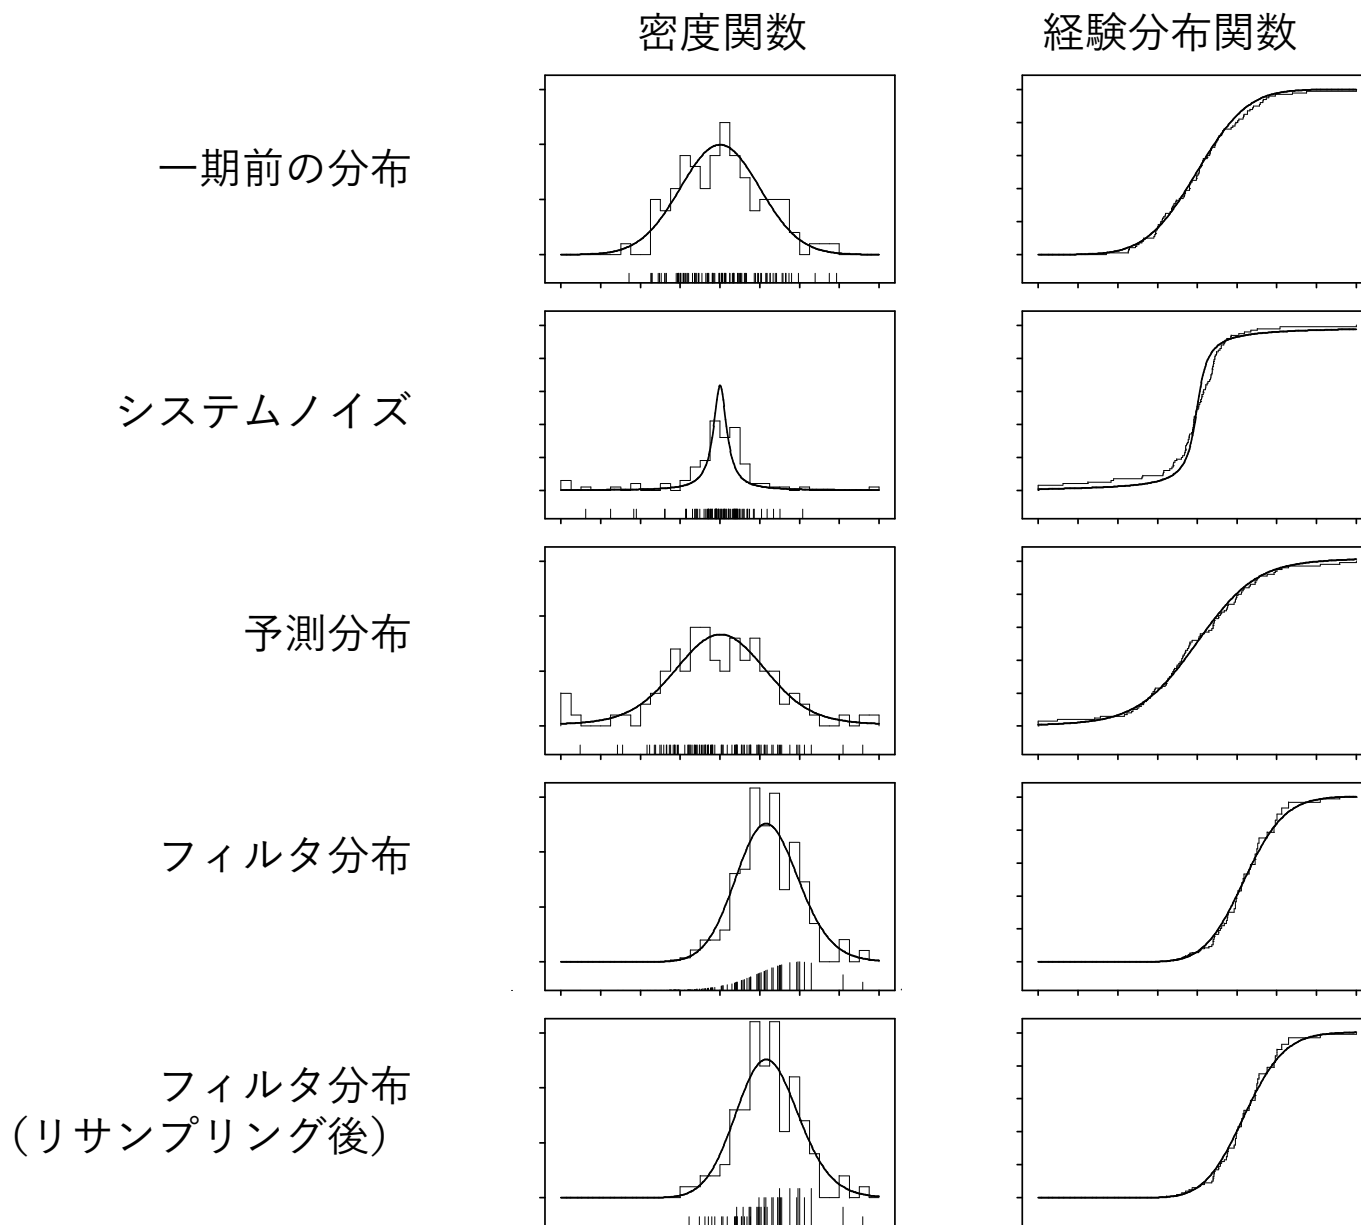 密度関数
経験分布関数
一期前の分布
システムノイズ
予測分布
フィルタ分布
フィルタ分布
(リサンプリング後)